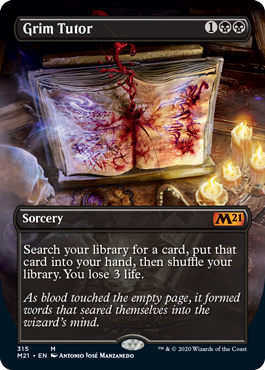 Grim Tutor 1
Sorcery M21
Search your library for a card, put that
card into your hand, then shuffle your
library. You lose 3 life.
As blood touched the empty page, it formed
words that seared themselves into the
wizard's mind.
315 M
M21 • EN Antonio José Manzanedo
™ & © 2020 Wizards of the Coast